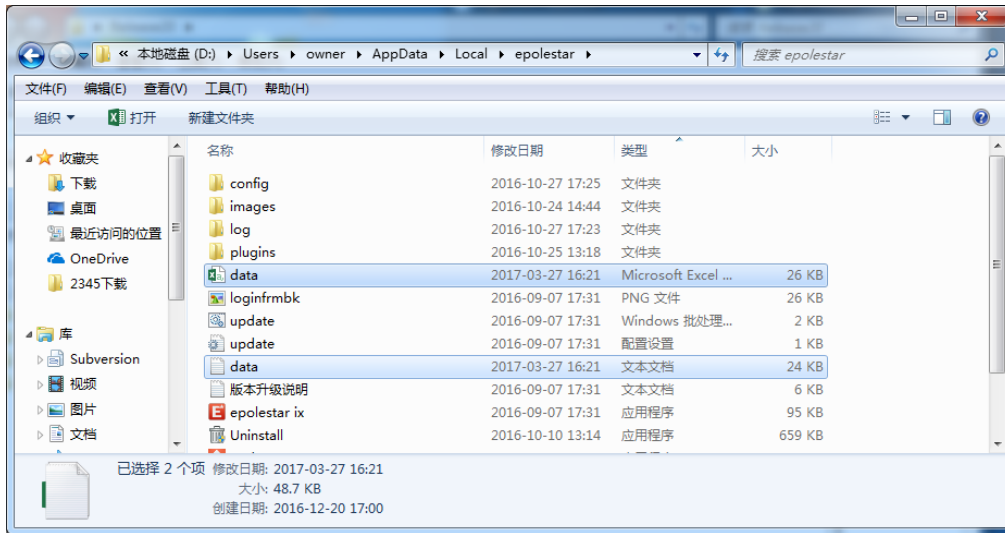 « 本地磁盘 (D:) ▸ Users ▸ owner ▸ AppData ▸ Local ▸ epolestar ▸ 搜索 epolestar
文件(F) 编辑(E) 查看(V) 工具(T) 帮助(H)
组织 打开 新建文件夹
收藏夹
下载
桌面
最近访问的位置
OneDrive
2345下载
库
Subversion
视频
图片
文档
名称 修改日期 类型 大小
config 2016-10-27 17:25 文件夹
images 2016-10-24 14:44 文件夹
log 2016-10-27 17:23 文件夹
plugins 2016-10-25 13:18 文件夹
data 2017-03-27 16:21 Microsoft Excel ... 26 KB
loginfrmbk 2016-09-07 17:31 PNG 文件 26 KB
update 2016-09-07 17:31 Windows 批处理... 2 KB
update 2016-09-07 17:31 配置设置 1 KB
data 2017-03-27 16:21 文本文档 24 KB
版本升级说明 2016-09-07 17:31 文本文档 6 KB
epolestar ix 2016-09-07 17:31 应用程序 95 KB
Uninstall 2016-10-10 13:14 应用程序 659 KB
已选择 2 个项 修改日期: 2017-03-27 16:21
大小: 48.7 KB
创建日期: 2016-12-20 17:00